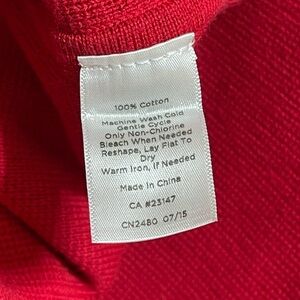 100% Cotton
Machine Wash Cold
Gentle Cycle
Only Non-Chlorine
Bleach When Needed
Reshape, Lay Flat To
Dry
Warm Iron, If Needed
Made in China
CA #23147
CN24B0 07/15